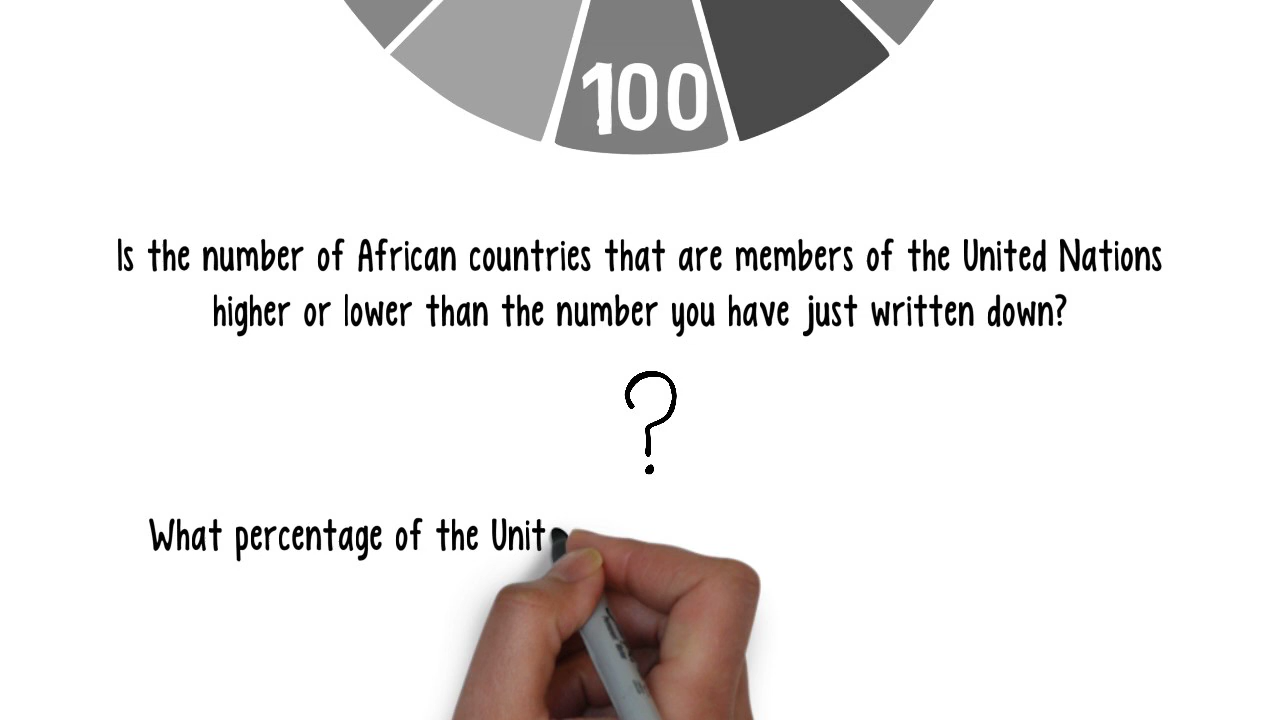 100
Is the number of African countries that are members of the United Nations
higher or lower than the number you have just written down?
?
What percentage of the Unit